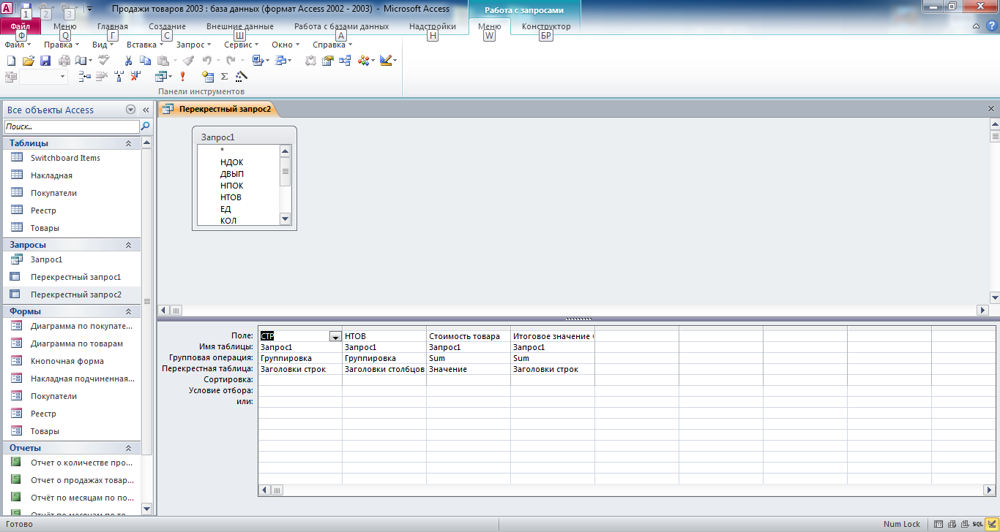 Продажи товаров 2003 : база данных (формат Access 2002 - 2003) - Microsoft Access
Работа с запросами
1 2 3
Файл Меню Главная Создание Внешние данные Работа с базами данных Надстройки Меню Конструктор
Ф Q Г С Ш А Н W БР
Файл Правка Вид Вставка Запрос Сервис Окно Справка
Панели инструментов
Все объекты Access
Поиск...
Таблицы
Switchboard Items
Накладная
Покупатели
Реестр
Товары
Запросы
Запрос1
Перекрестный запрос1
Перекрестный запрос2
Формы
Диаграмма по покупате...
Диаграмма по товарам
Кнопочная форма
Накладная подчиненная...
Покупатели
Реестр
Товары
Отчеты
Отчет о количестве про...
Отчет о продажах товар...
Отчёт по месяцам по по...
Отчёт по месяцам по то...
Перекрестный запрос2
Запрос1
*
НДОК
ДВЫП
НПОК
НТОВ
ЕД
КОЛ
Поле: СТР НТОВ Стоимость товара Итоговое значение
Имя таблицы: Запрос1 Запрос1 Запрос1 Запрос1
Групповая операция: Группировка Группировка Sum Sum
Перекрестная таблица: Заголовки строк Заголовки столбцов Значение Заголовки строк
Сортировка:
Условие отбора:
или:
Готово
Num Lock
SQL